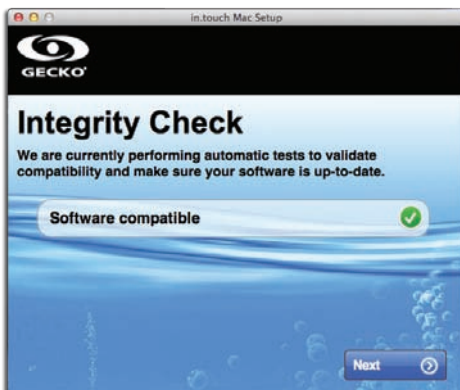 in.touch Mac Setup
GECKO
Integrity Check
We are currently performing automatic tests to validate
compatibility and make sure your software is up-to-date.
Software compatible
Next